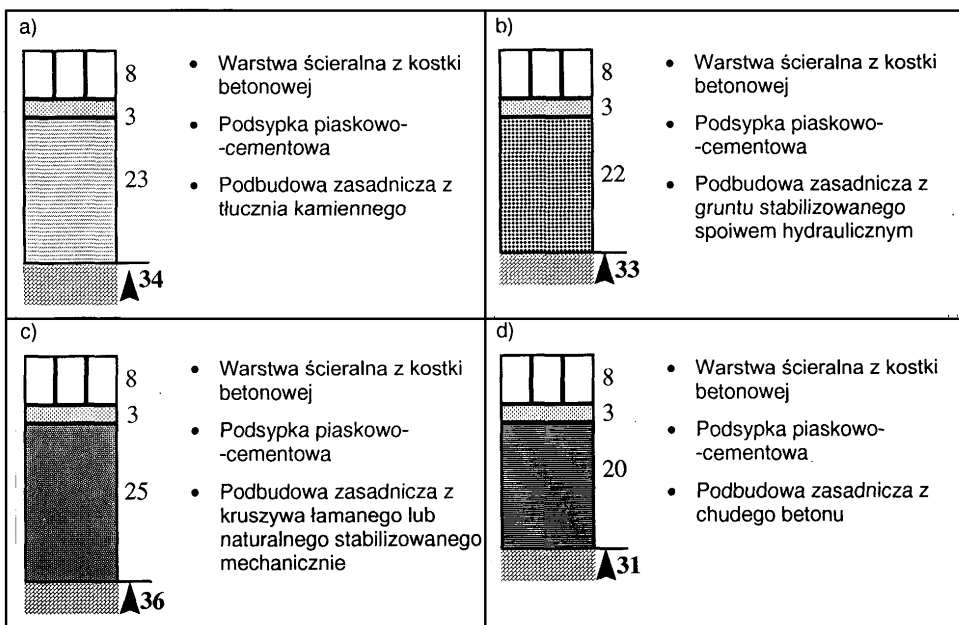 a)
8
3
23
34
• Warstwa ścieralna z kostki
betonowej
• Podsypka piaskowo-
-cementowa
• Podbudowa zasadnicza z
tłucznia kamiennego
b)
8
3
22
33
• Warstwa ścieralna z kostki
betonowej
• Podsypka piaskowo-
-cementowa
• Podbudowa zasadnicza z
gruntu stabilizowanego
spoiwem hydraulicznym
c)
8
3
25
36
• Warstwa ścieralna z kostki
betonowej
• Podsypka piaskowo-
-cementowa
• Podbudowa zasadnicza z
kruszywa łamanego lub
naturalnego stabilizowanego
mechanicznie
d)
8
3
20
31
• Warstwa ścieralna z kostki
betonowej
• Podsypka piaskowo-
-cementowa
• Podbudowa zasadnicza z
chudego betonu